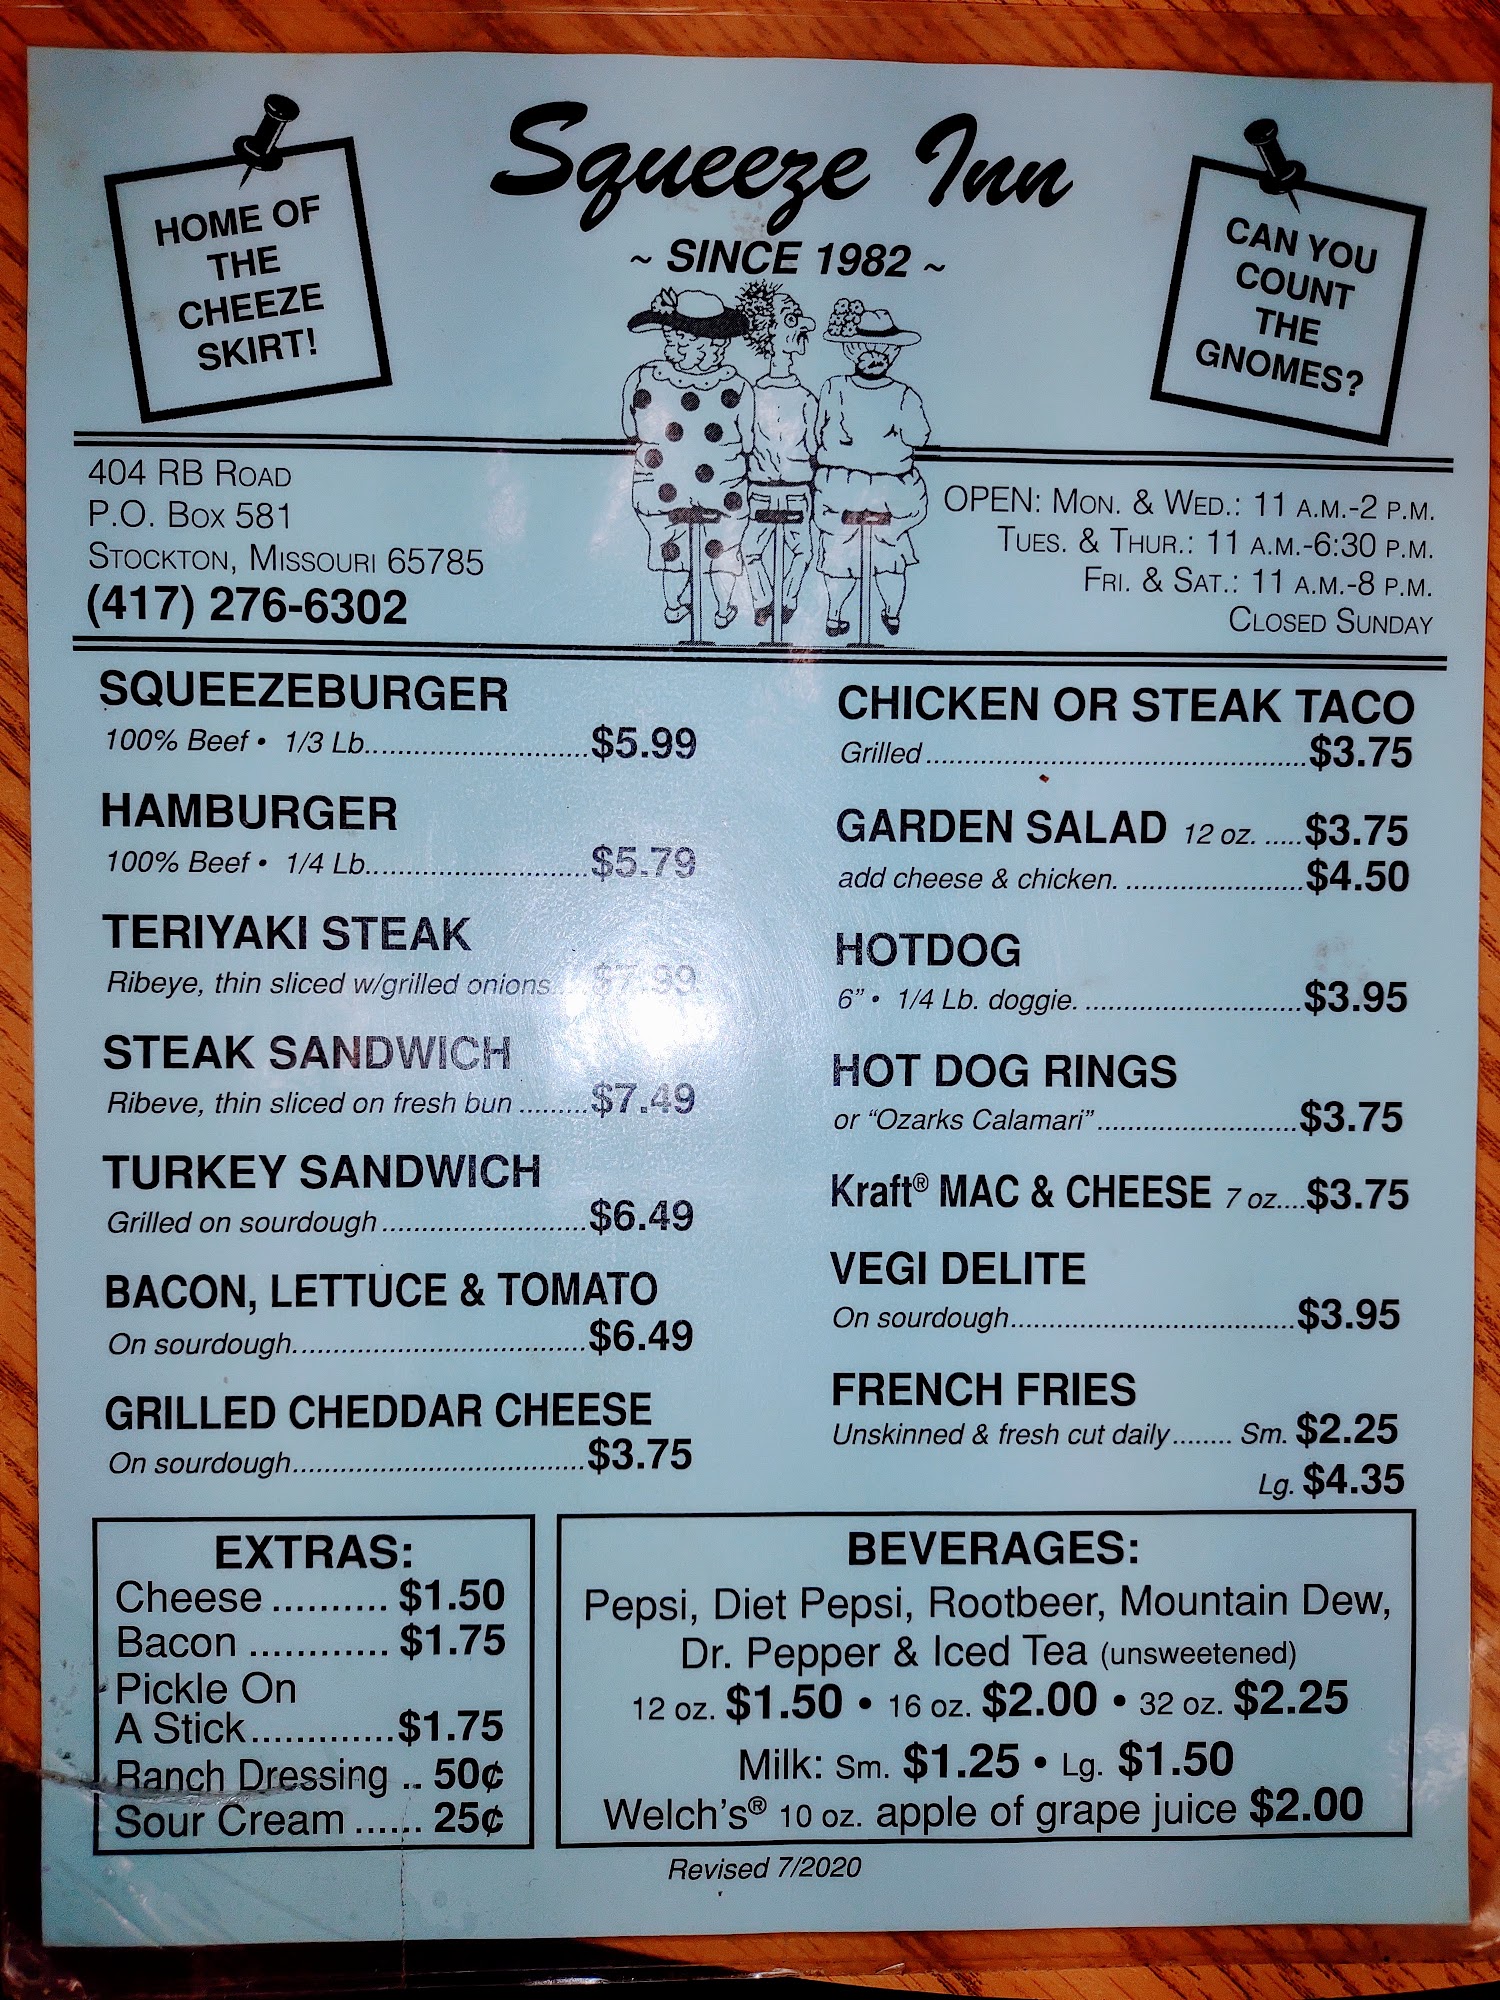 Squeeze Inn
~ SINCE 1982 ~
HOME OF
THE
CHEEZE
SKIRT!
CAN YOU
COUNT
THE
GNOMES?
404 RB ROAD
P.O. BOX 581
STOCKTON, MISSOURI 65785
(417) 276-6302
OPEN: MON. & WED.: 11 A.M.-2 P.M.
TUES. & THUR.: 11 A.M.-6:30 P.M.
FRI. & SAT.: 11 A.M.-8 P.M.
CLOSED SUNDAY
SQUEEZEBURGER
100% Beef • 1/3 Lb. $5.99
HAMBURGER
100% Beef • 1/4 Lb. $5.79
TERIYAKI STEAK
Ribeye, thin sliced w/grilled onions
STEAK SANDWICH
Ribeve, thin sliced on fresh bun $7.49
TURKEY SANDWICH
Grilled on sourdough $6.49
BACON, LETTUCE & TOMATO
On sourdough. $6.49
GRILLED CHEDDAR CHEESE
On sourdough $3.75
CHICKEN OR STEAK TACO
Grilled $3.75
GARDEN SALAD 12 oz. $3.75
add cheese & chicken. $4.50
HOTDOG
6" • 1/4 Lb. doggie. $3.95
HOT DOG RINGS
or "Ozarks Calamari" $3.75
Kraft® MAC & CHEESE 7 oz. $3.75
VEGI DELITE
On sourdough $3.95
FRENCH FRIES
Unskinned & fresh cut daily Sm. $2.25
Lg. $4.35
EXTRAS:
Cheese $1.50
Bacon $1.75
Pickle On
A Stick $1.75
Ranch Dressing 50¢
Sour Cream 25¢
BEVERAGES:
Pepsi, Diet Pepsi, Rootbeer, Mountain Dew,
Dr. Pepper & Iced Tea (unsweetened)
12 oz. $1.50 • 16 oz. $2.00 • 32 oz. $2.25
Milk: Sm. $1.25 • Lg. $1.50
Welch's® 10 oz. apple of grape juice $2.00
Revised 7/2020